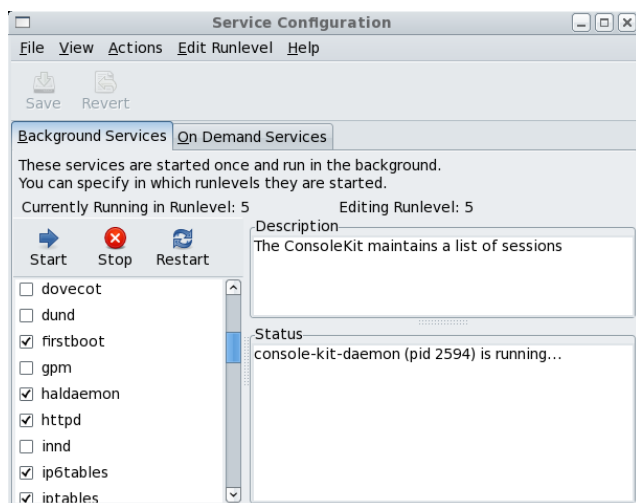 Service Configuration
File View Actions Edit Runlevel Help
Save Revert
Background Services On Demand Services
These services are started once and run in the background.
You can specify in which runlevels they are started.
Currently Running in Runlevel: 5 Editing Runlevel: 5
Start Stop Restart
dovecot
dund
firstboot
gpm
haldaemon
httpd
innd
ip6tables
iptables
Description
The ConsoleKit maintains a list of sessions
Status
console-kit-daemon (pid 2594) is running...